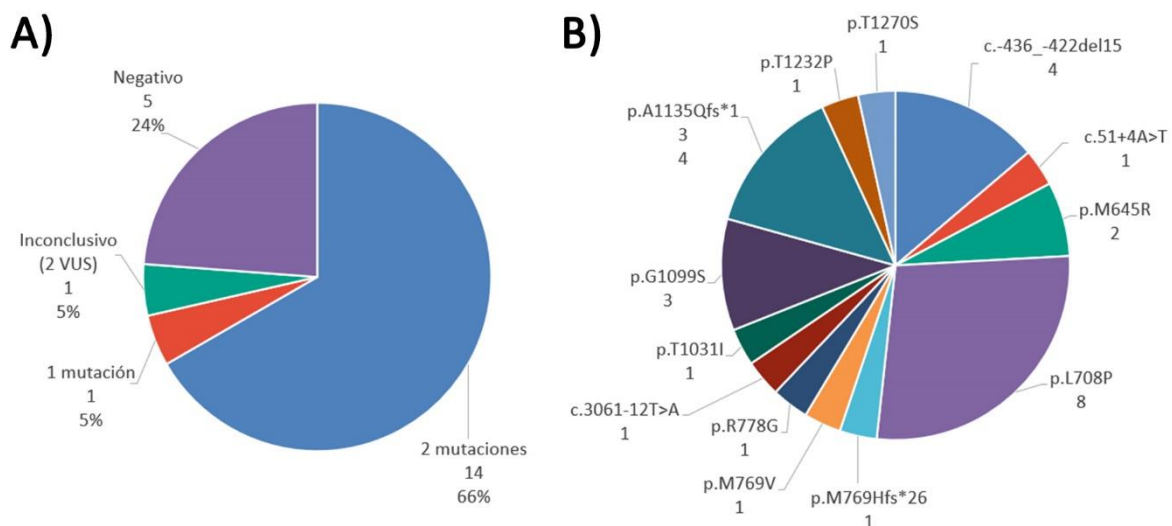 A)
Negativo
5
24%
Inconclusivo
(2 VUS)
1
5%
1 mutación
1
5%
2 mutaciones
14
66%
B)
p.T1270S
1
c.-436_-422del15
4
p.T1232P
1
p.A1135Qfs*1
3
4
c.51+4A>T
1
p.M645R
2
p.G1099S
3
p.T1031I
1
p.L708P
8
c.3061-12T>A
1
p.R778G
1
p.M769V
1
p.M769Hfs*26
1